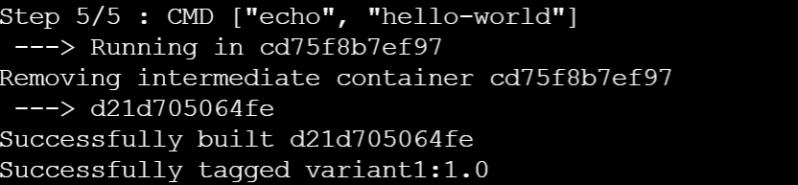 Step 5/5 : CMD ["echo", "hello-world"]
 ---> Running in cd75f8b7ef97
Removing intermediate container cd75f8b7ef97
 ---> d21d705064fe
Successfully built d21d705064fe
Successfully tagged variant1:1.0